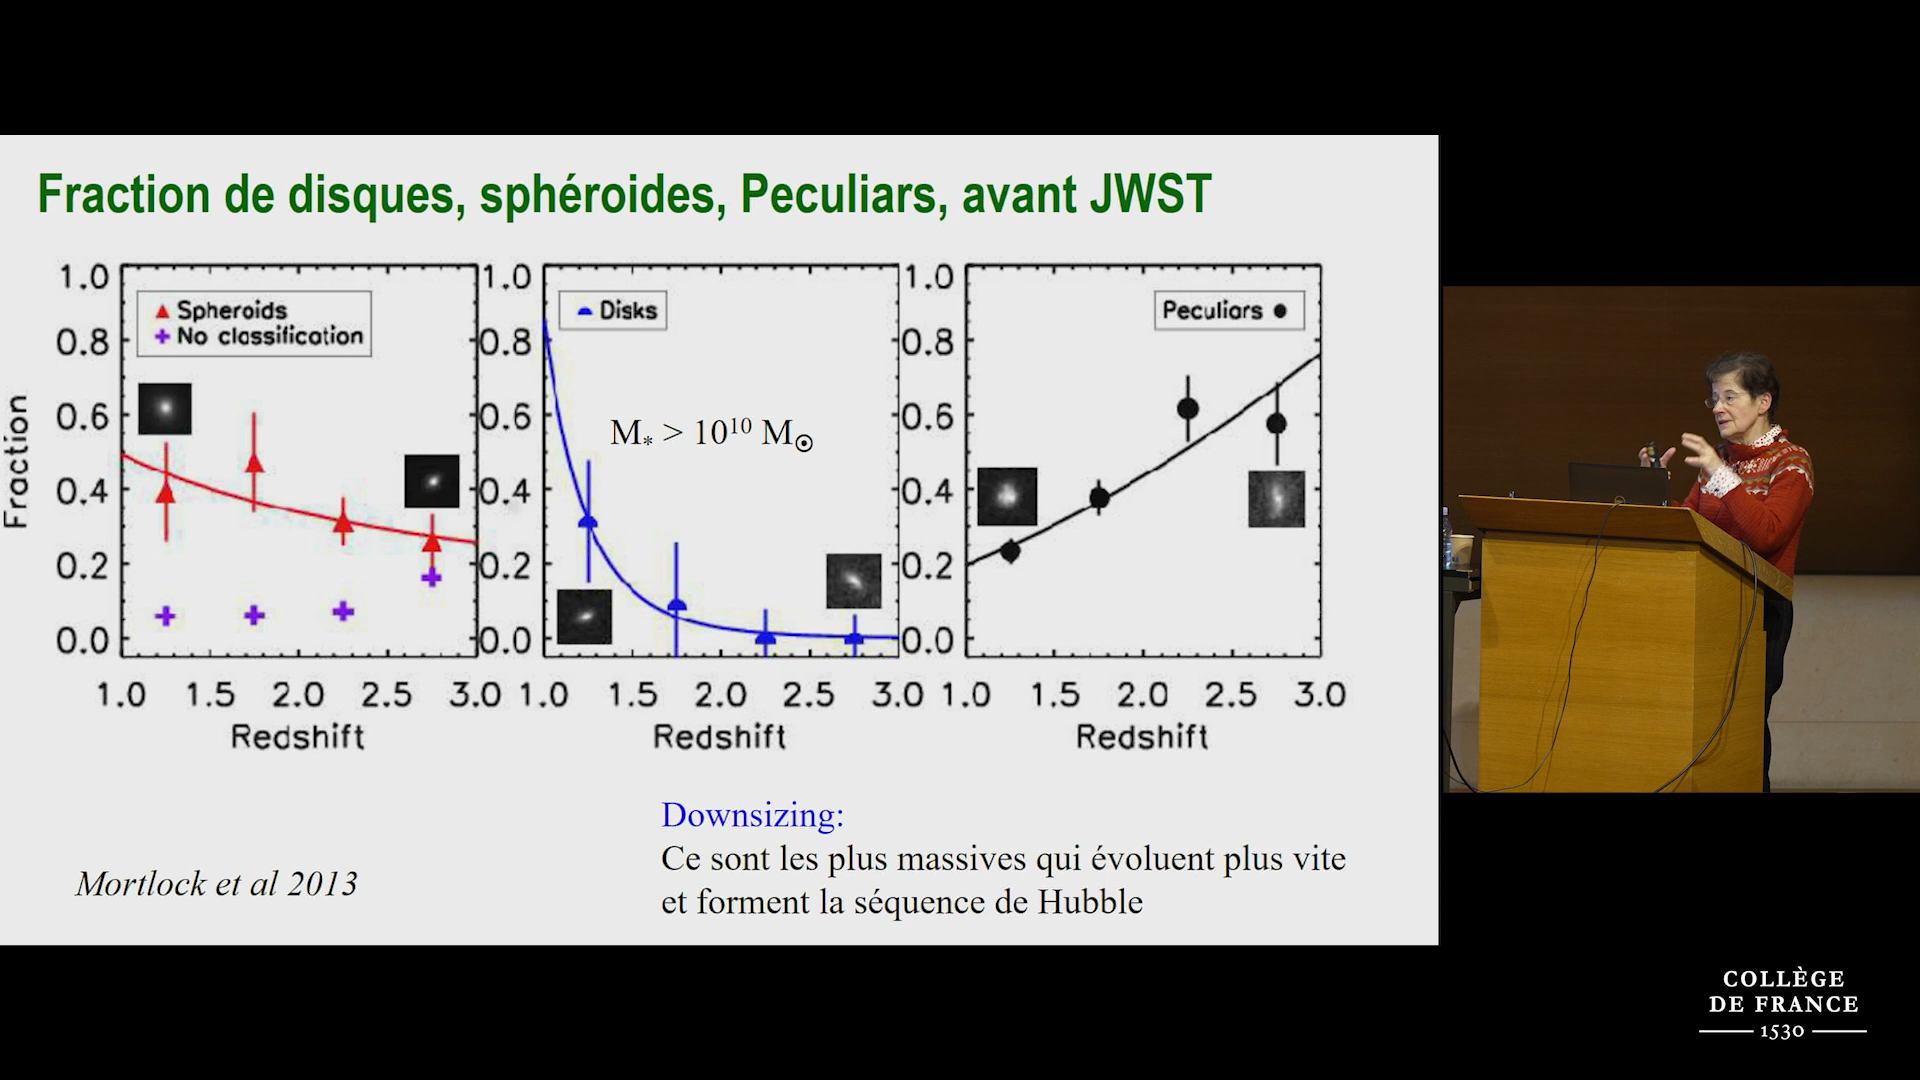 Fraction de disques, sphéroides, Peculiars, avant JWST
Fraction
1.0
0.8
0.6
0.4
0.2
0.0
Spheroids
No classification
1.0 1.5 2.0 2.5 3.0
Redshift
1.0
0.8
0.6
0.4
0.2
0.0
Disks
M* > 10¹⁰ M☉
1.0 1.5 2.0 2.5 3.0
Redshift
1.0
0.8
0.6
0.4
0.2
0.0
Peculiars
1.0 1.5 2.0 2.5 3.0
Redshift
Downsizing:
Ce sont les plus massives qui évoluent plus vite
et forment la séquence de Hubble
Mortlock et al 2013
COLLÈGE
DE FRANCE
1530